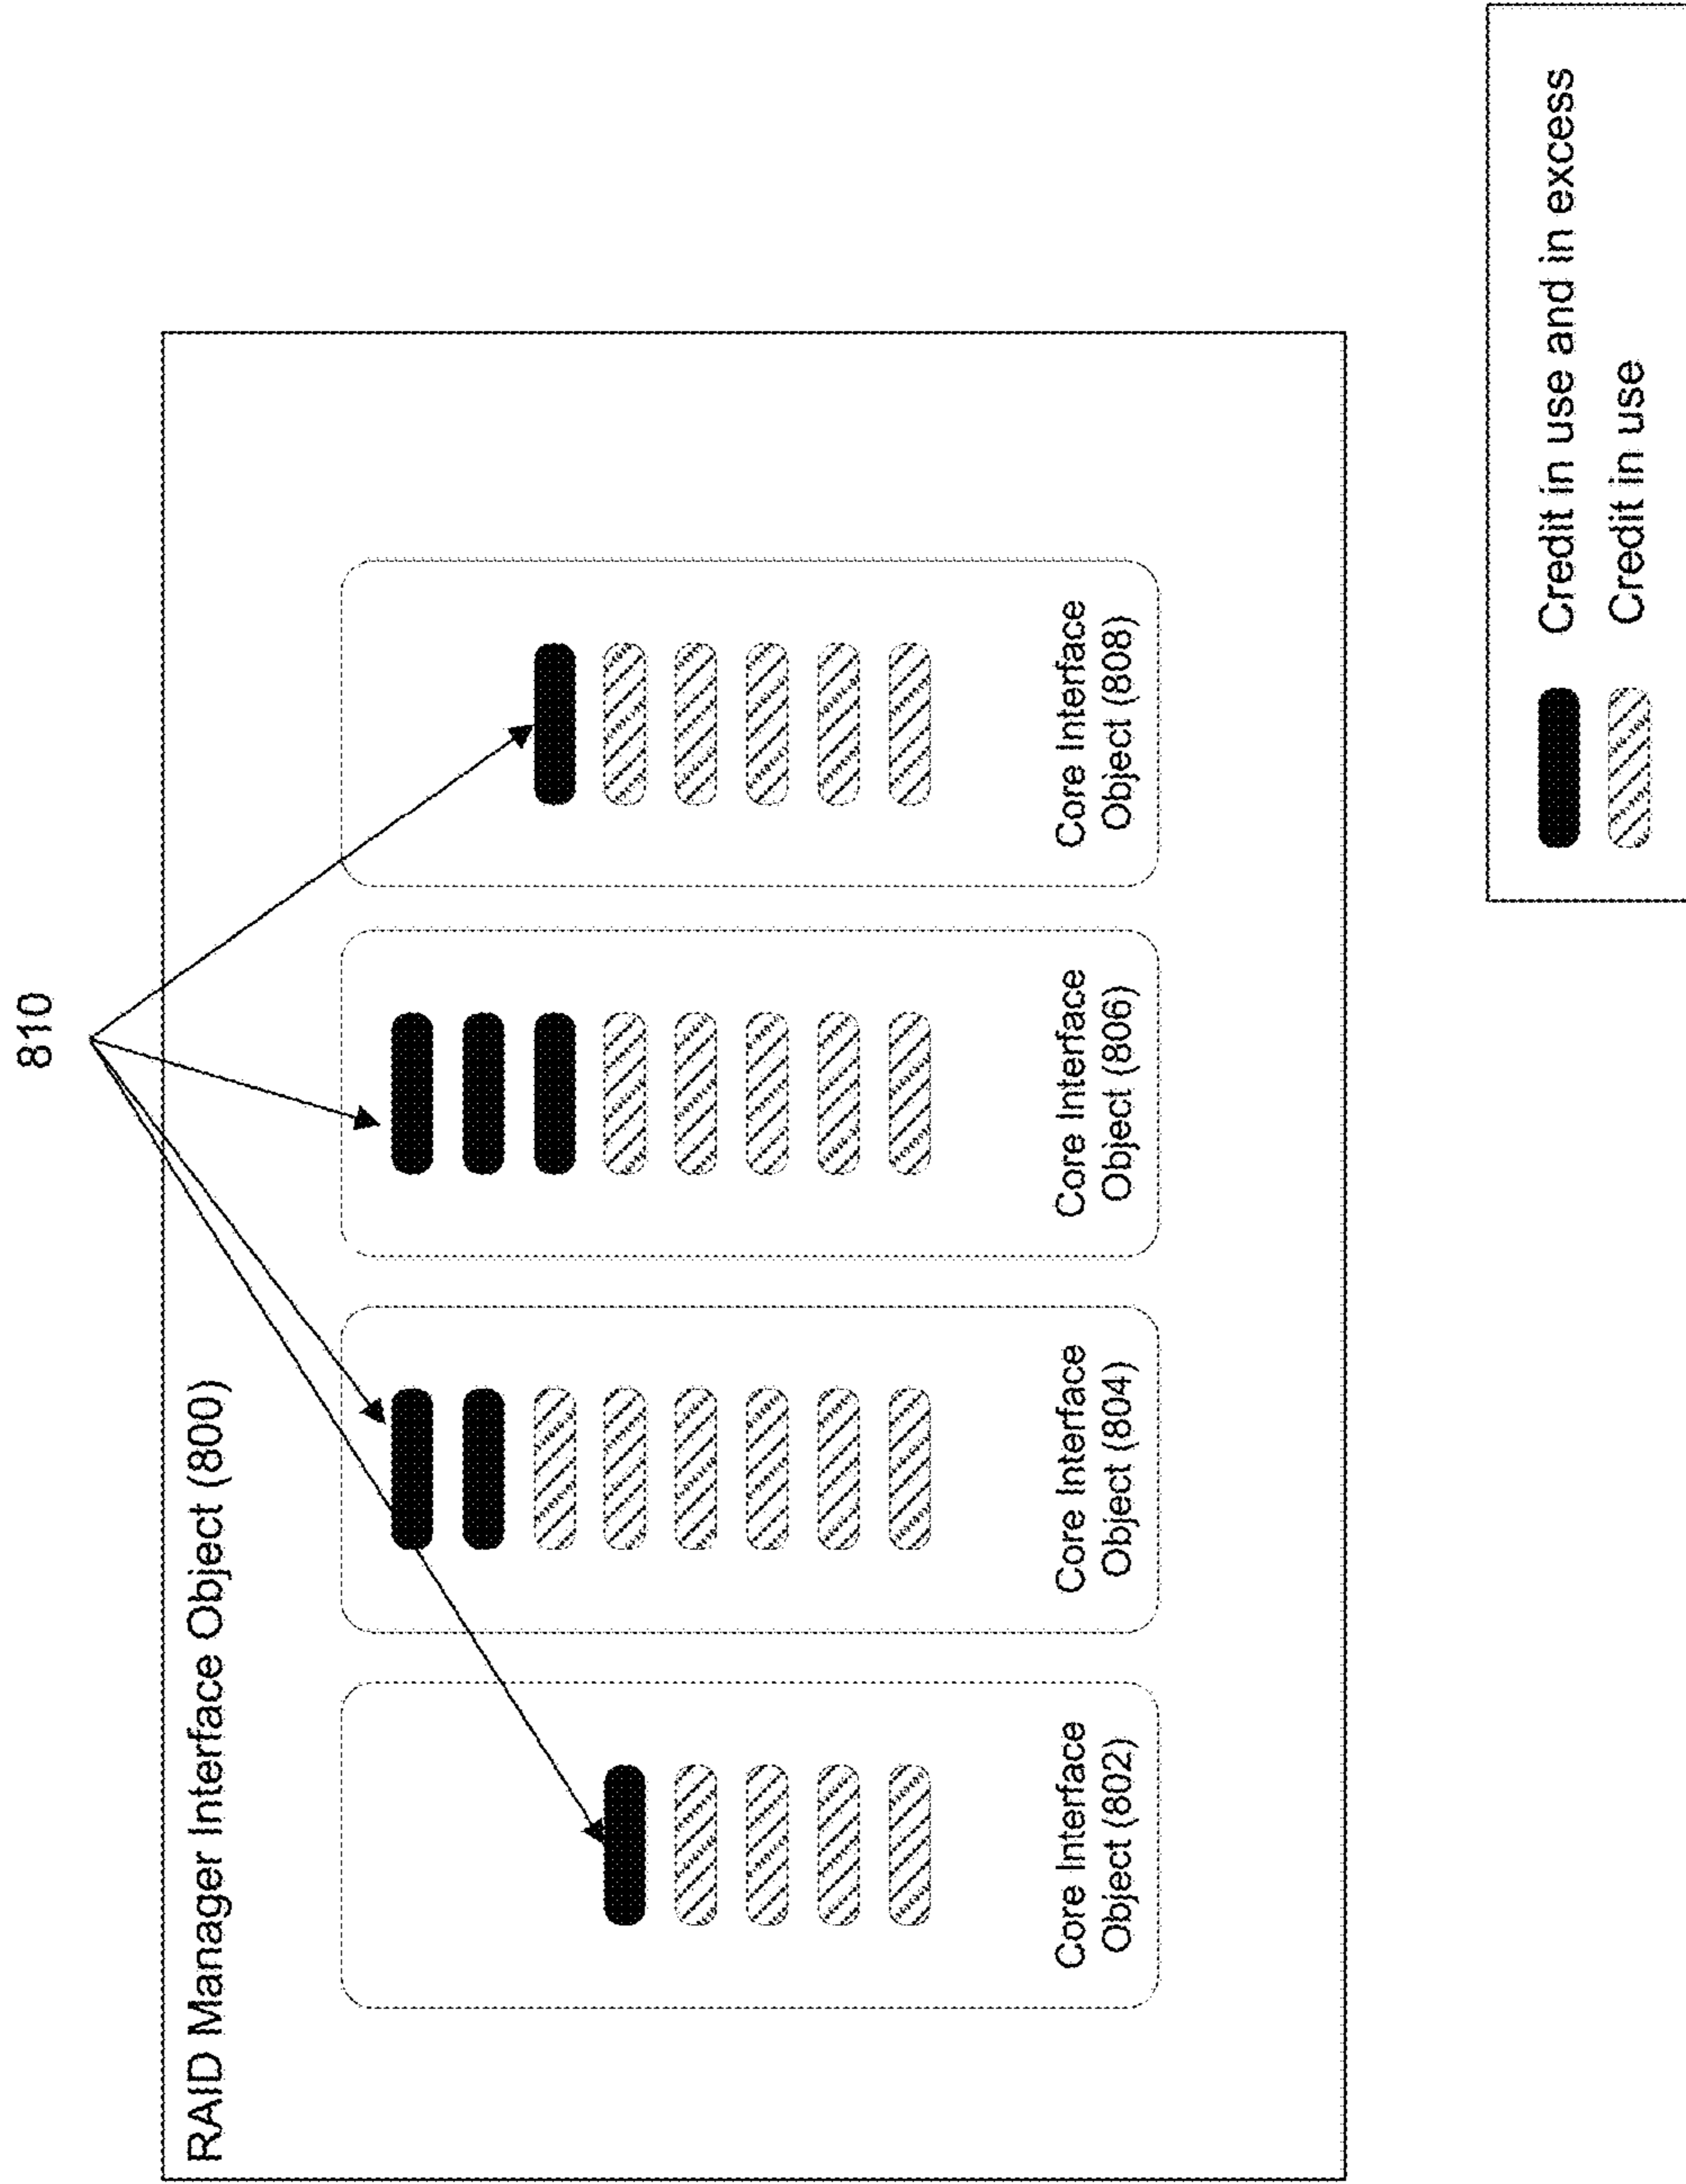 810
RAID Manager Interface Object (800)
Core Interface
Object (802)
Core Interface
Object (804)
Core Interface
Object (806)
Core Interface
Object (808)
Credit in use and in excess
Credit in use